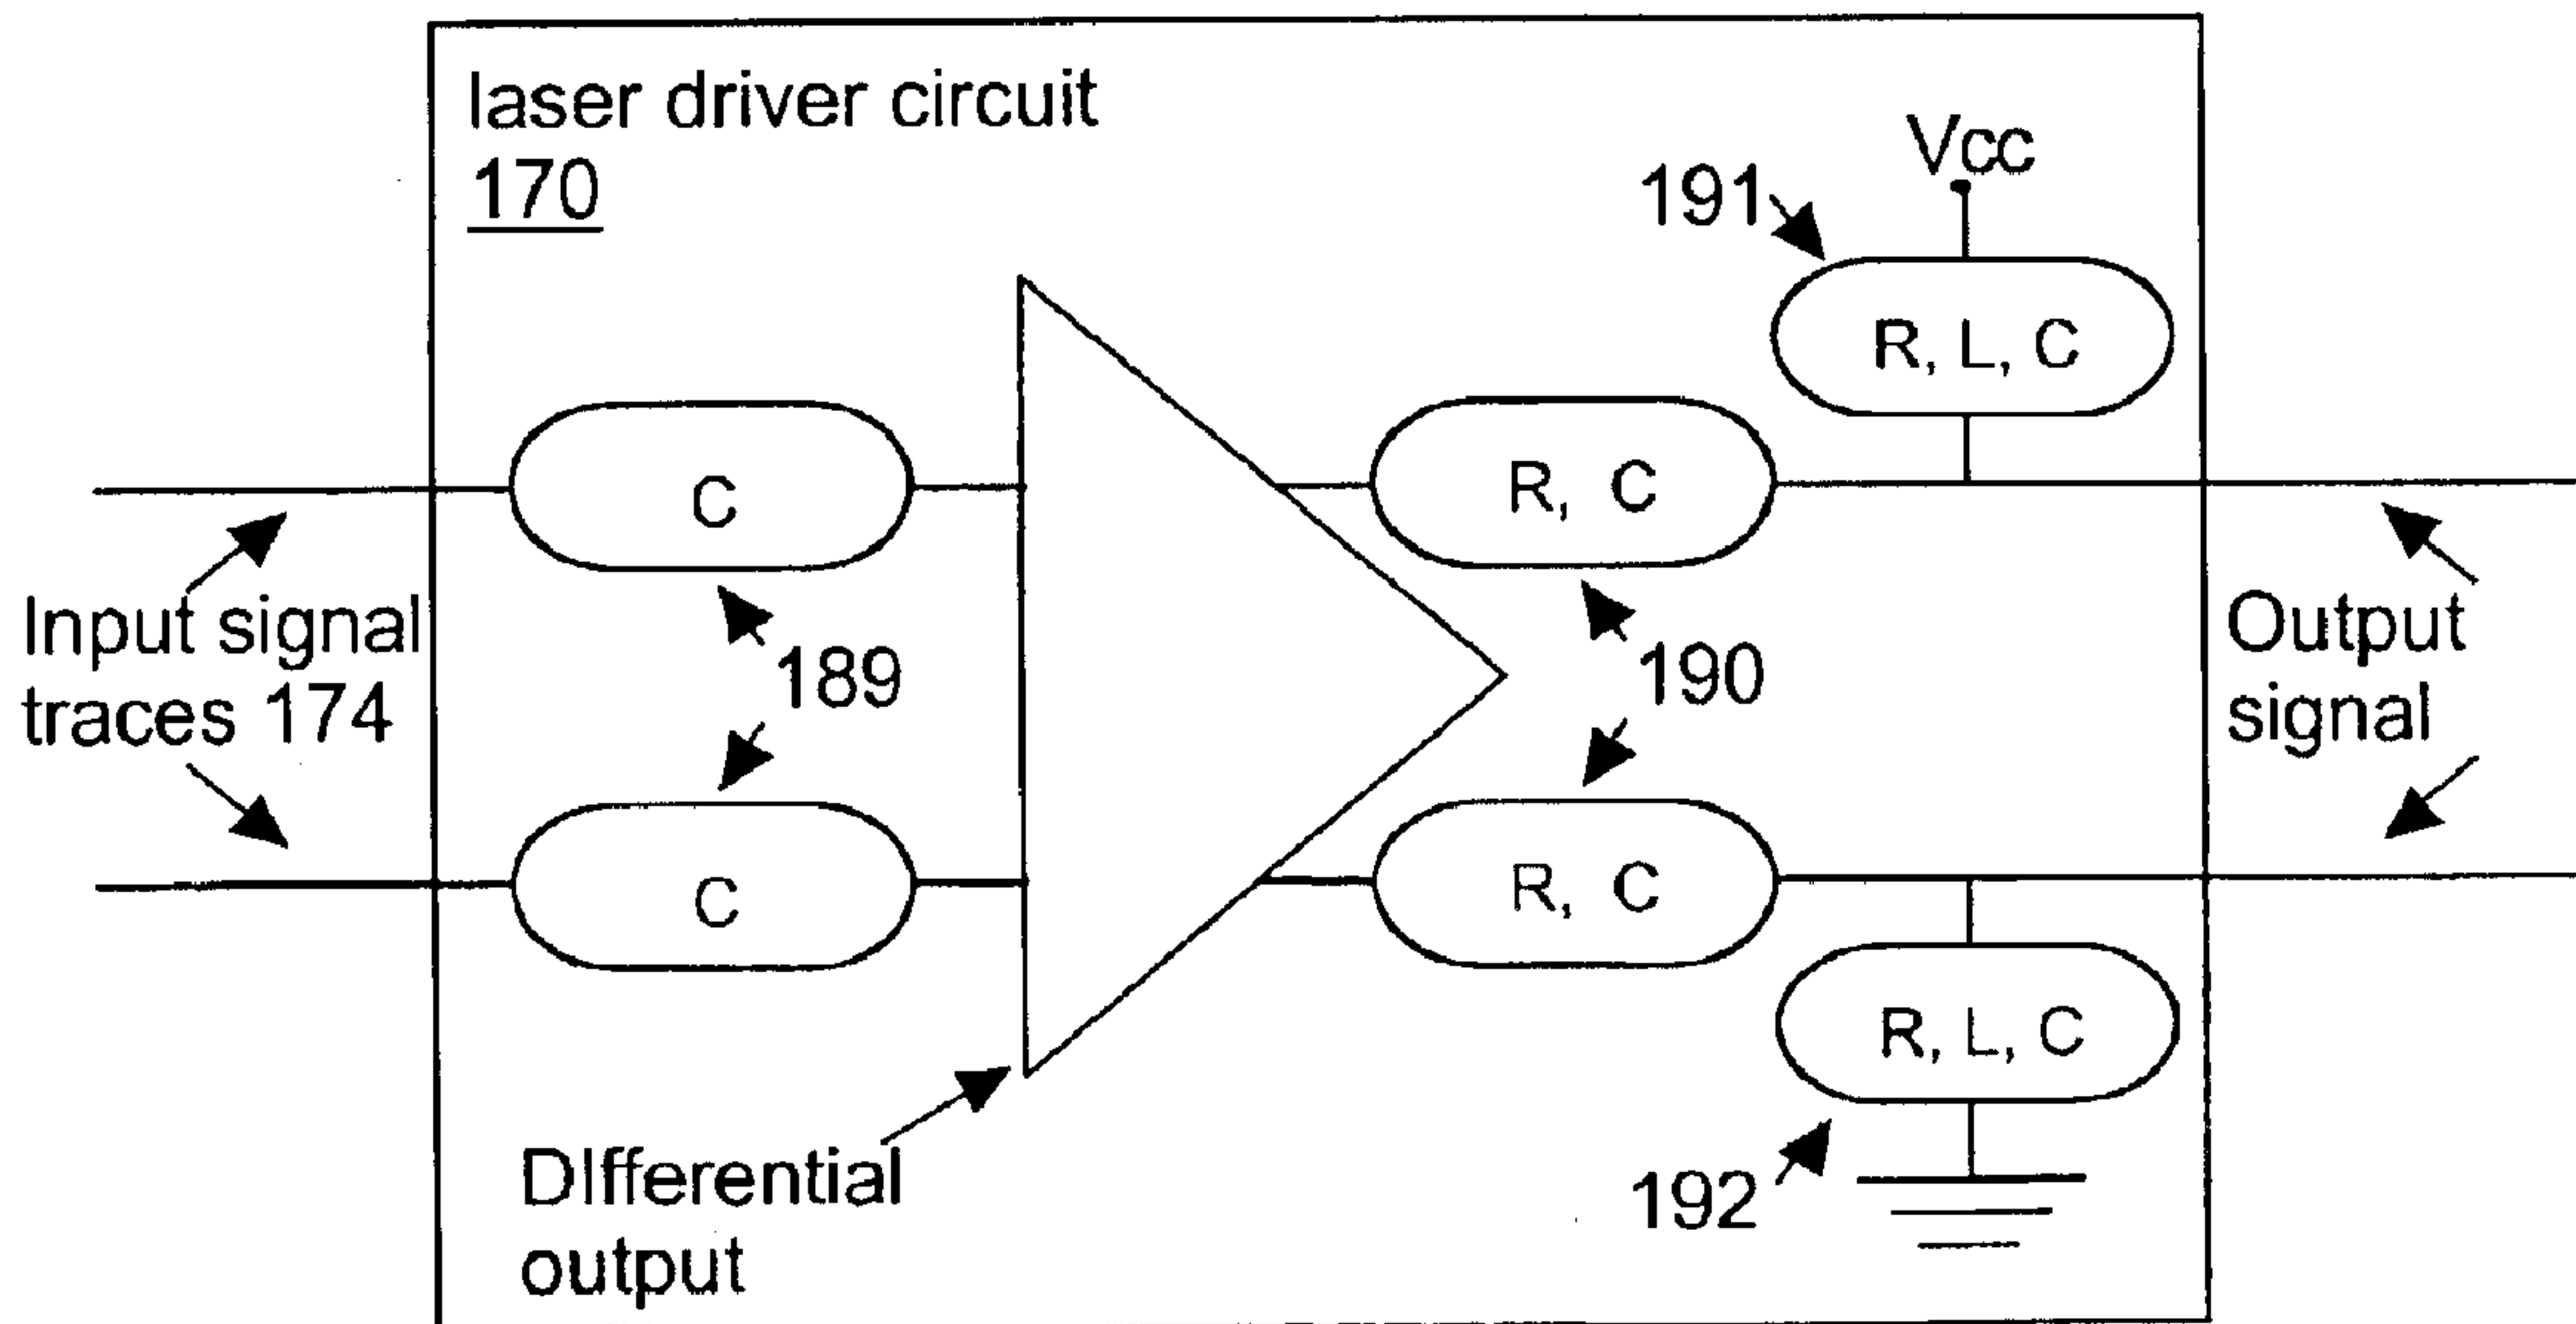 laser driver circuit
170
Vcc
191
R, L, C
C
R, C
Input signal
traces 174
189
190
Output
signal
C
R, C
R, L, C
192
DIfferential
output